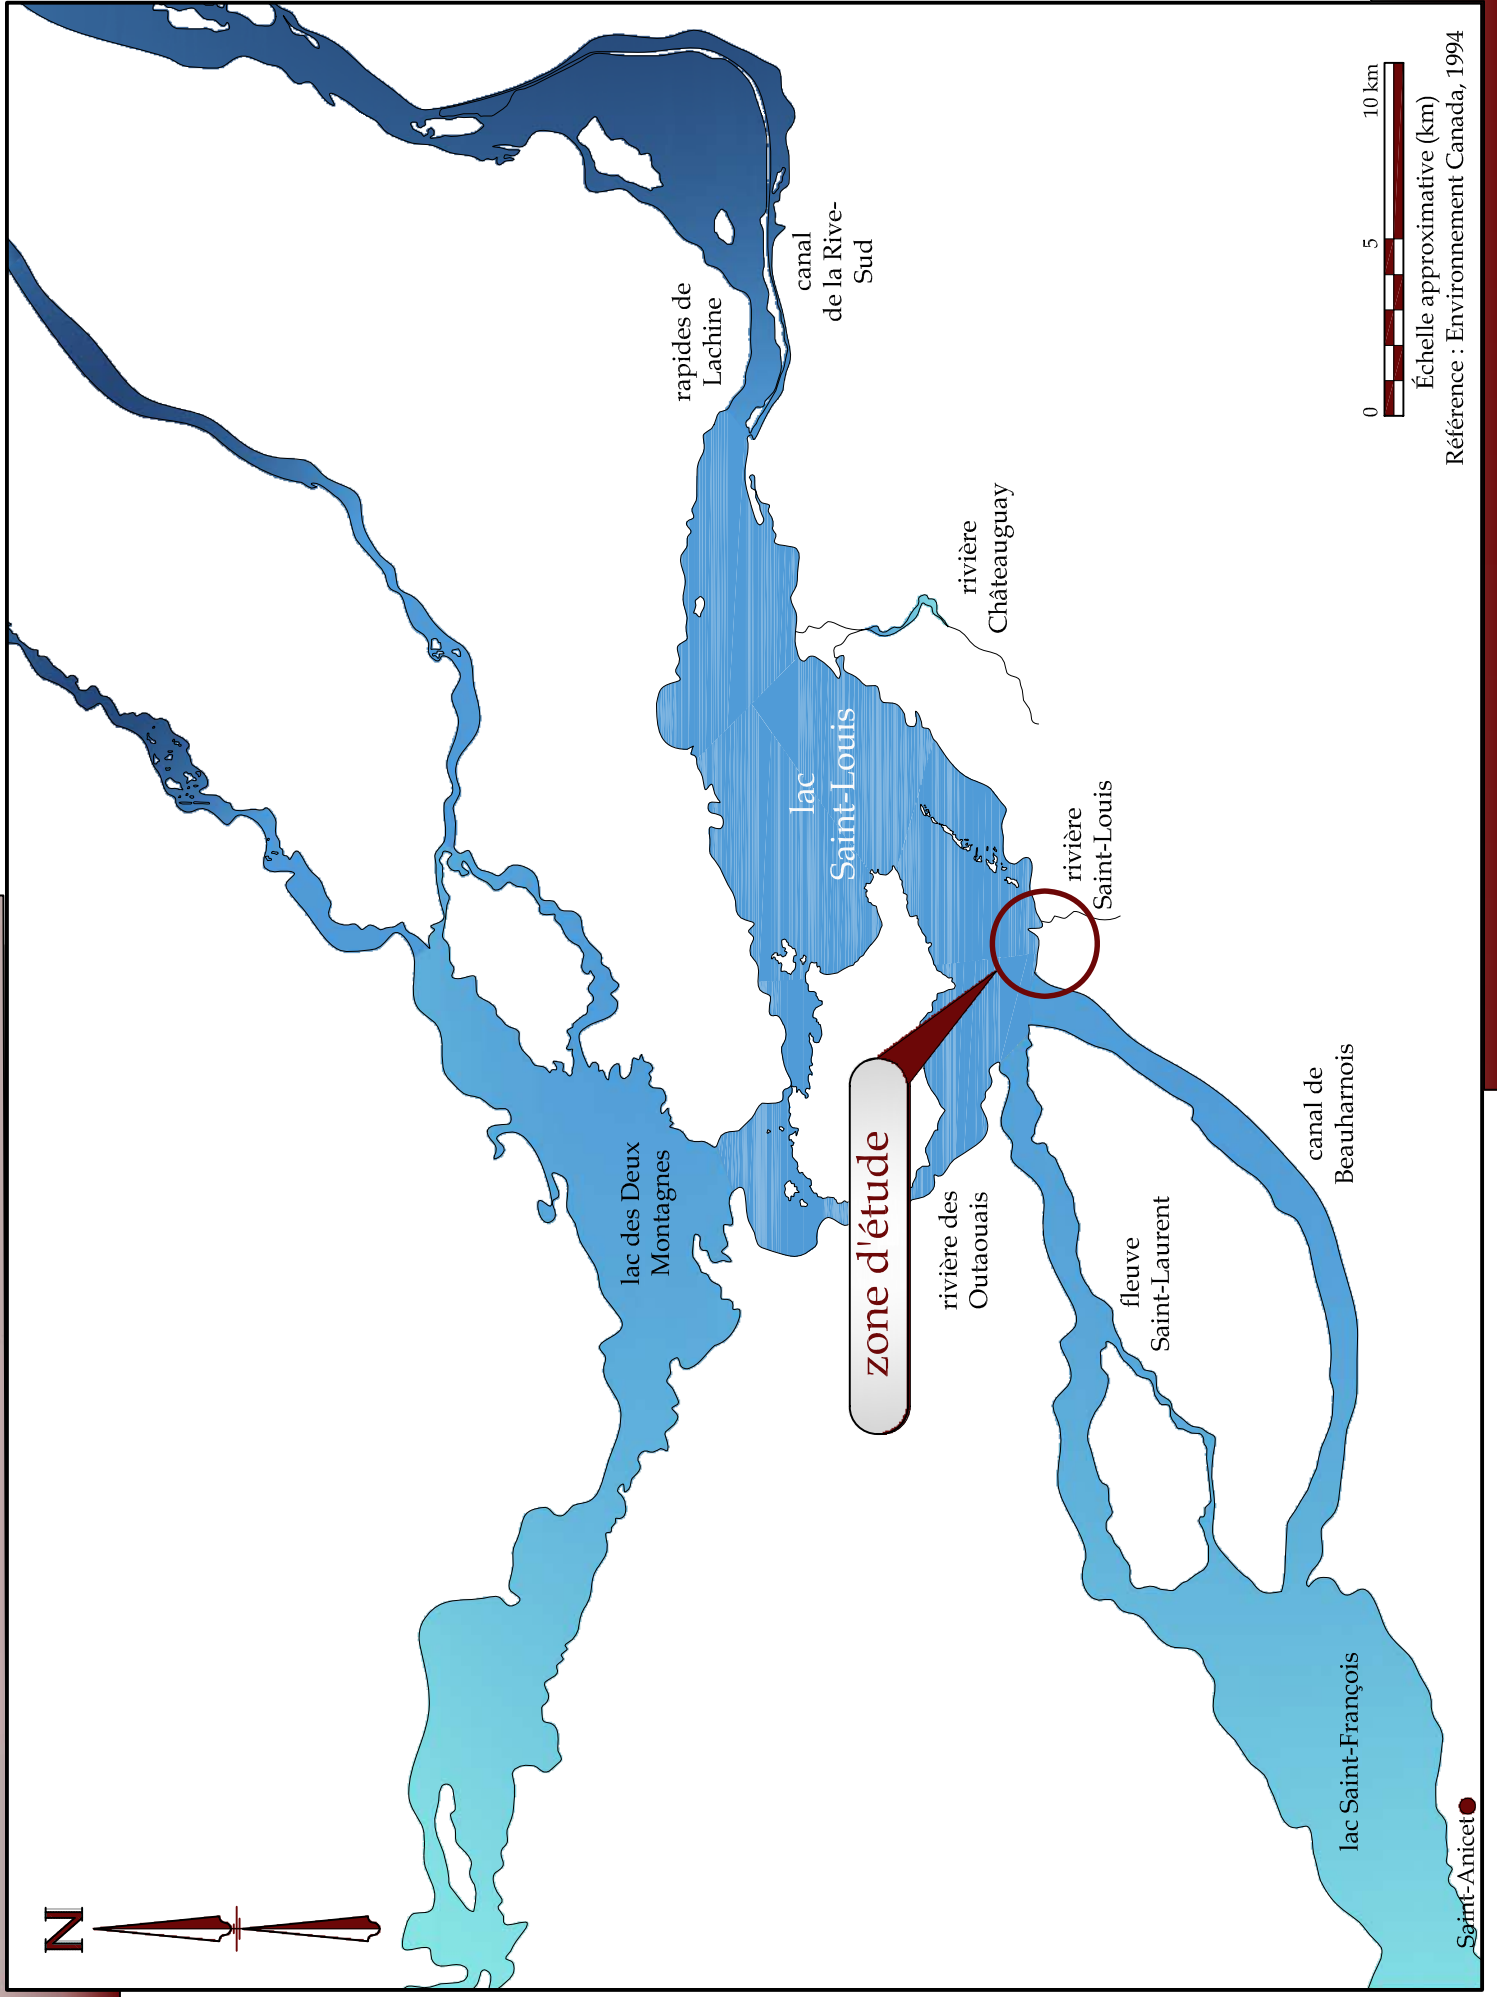 N
lac des Deux
Montagnes
rapides de
Lachine
canal
de la Rive-
Sud
lac
Saint-Louis
zone d'étude
rivière des
Outaouais
rivière
Châteauguay
rivière
Saint-Louis
fleuve
Saint-Laurent
canal de
Beauharnois
lac Saint-François
Saint-Anicet
0 5 10 km
Échelle approximative (km)
Référence : Environnement Canada, 1994